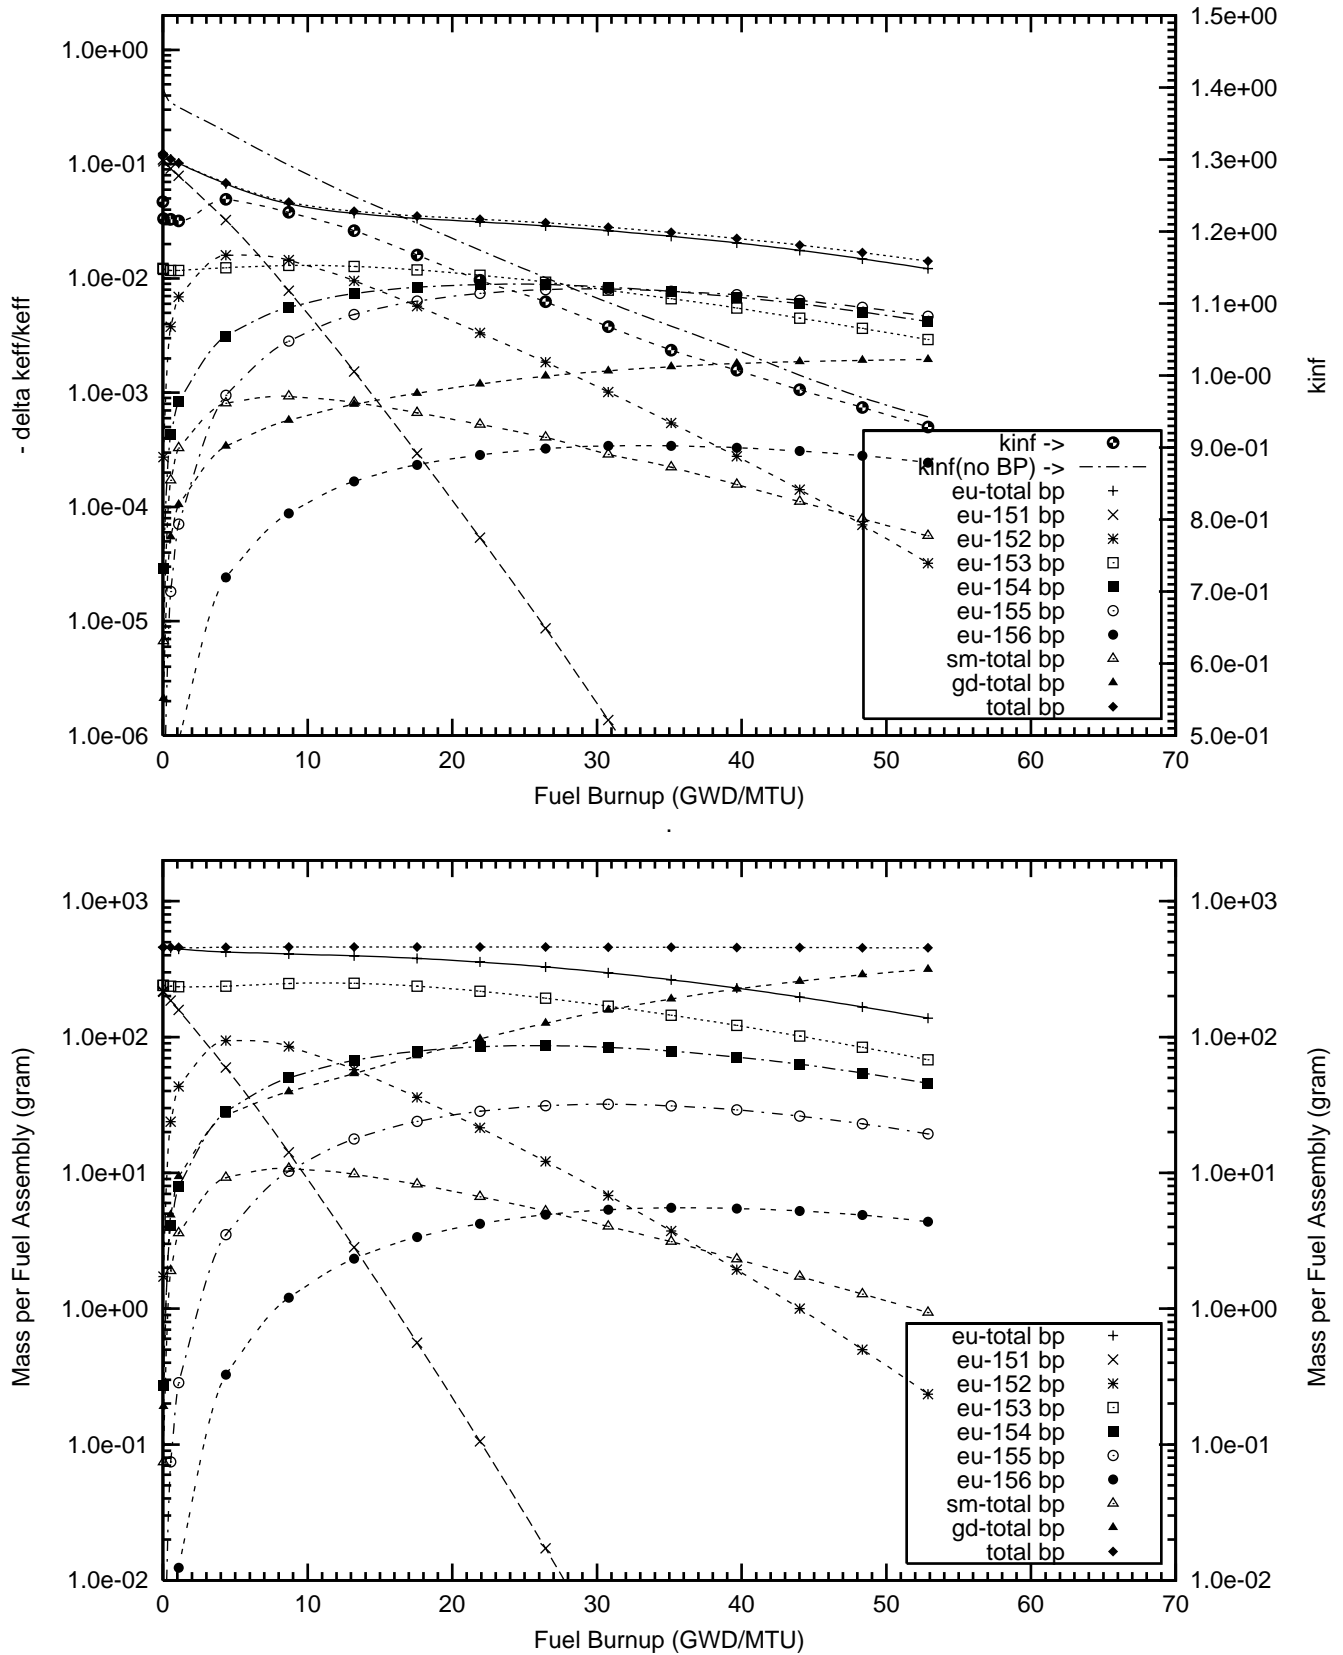 1.5e+00
1.0e+00
1.4e+00
1.0e-01
1.3e+00
1.2e+00
1.0e-02
1.1e+00
- delta keff/keff
1.0e-03
1.0e-00
kinf
kinf ->
9.0e-01
kinf(no BP) ->
eu-total bp
1.0e-04
eu-151 bp
8.0e-01
eu-152 bp
eu-153 bp
eu-154 bp
7.0e-01
1.0e-05
eu-155 bp
eu-156 bp
sm-total bp
6.0e-01
gd-total bp
total bp
1.0e-06
5.0e-01
0 10 20 30 40 50 60 70
Fuel Burnup (GWD/MTU)
.
1.0e+03
1.0e+03
1.0e+02
1.0e+02
Mass per Fuel Assembly (gram)
Mass per Fuel Assembly (gram)
1.0e+01
1.0e+01
1.0e+00
1.0e+00
eu-total bp
eu-151 bp
eu-152 bp
eu-153 bp
eu-154 bp
1.0e-01
1.0e-01
eu-155 bp
eu-156 bp
sm-total bp
gd-total bp
total bp
1.0e-02
1.0e-02
0 10 20 30 40 50 60 70
Fuel Burnup (GWD/MTU)